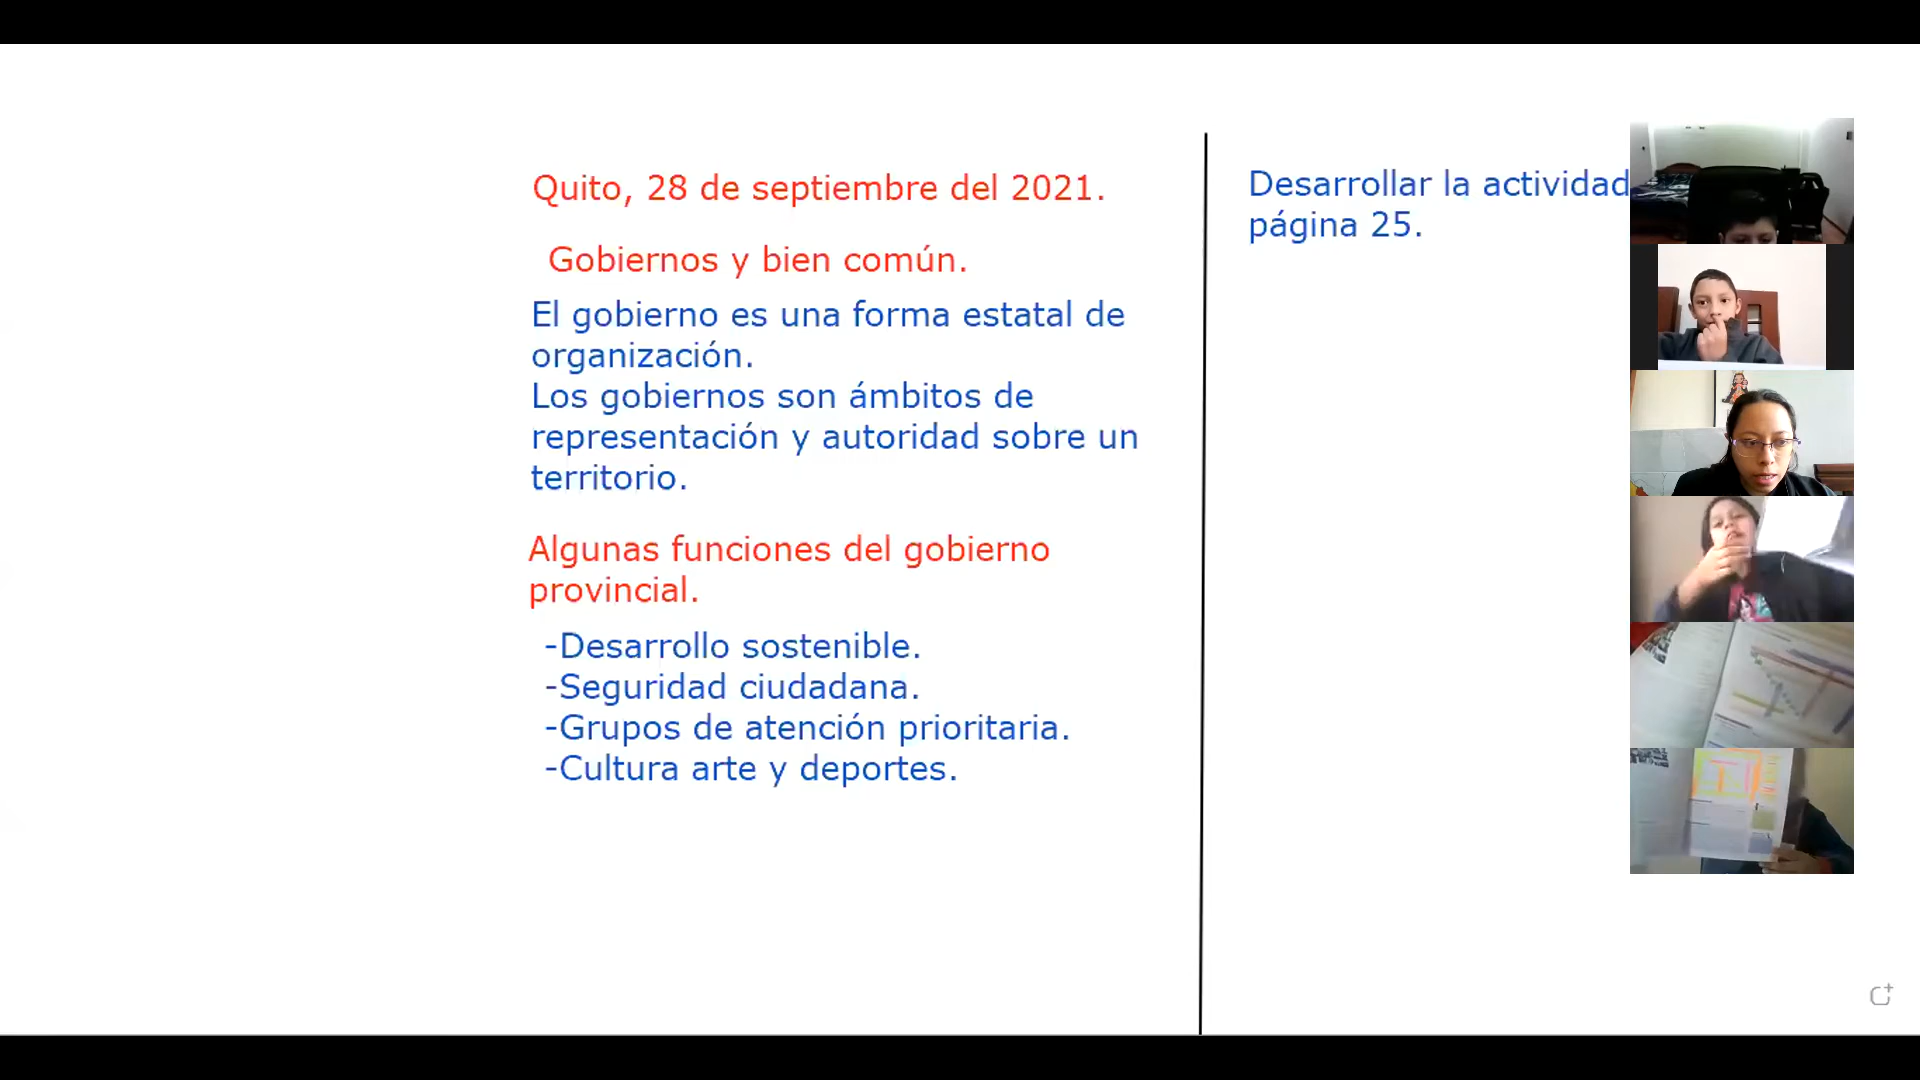 Quito, 28 de septiembre del 2021.
Gobiernos y bien común.
El gobierno es una forma estatal de
organización.
Los gobiernos son ámbitos de
representación y autoridad sobre un
territorio.
Algunas funciones del gobierno
provincial.
-Desarrollo sostenible.
-Seguridad ciudadana.
-Grupos de atención prioritaria.
-Cultura arte y deportes.
Desarrollar la actividad
página 25.